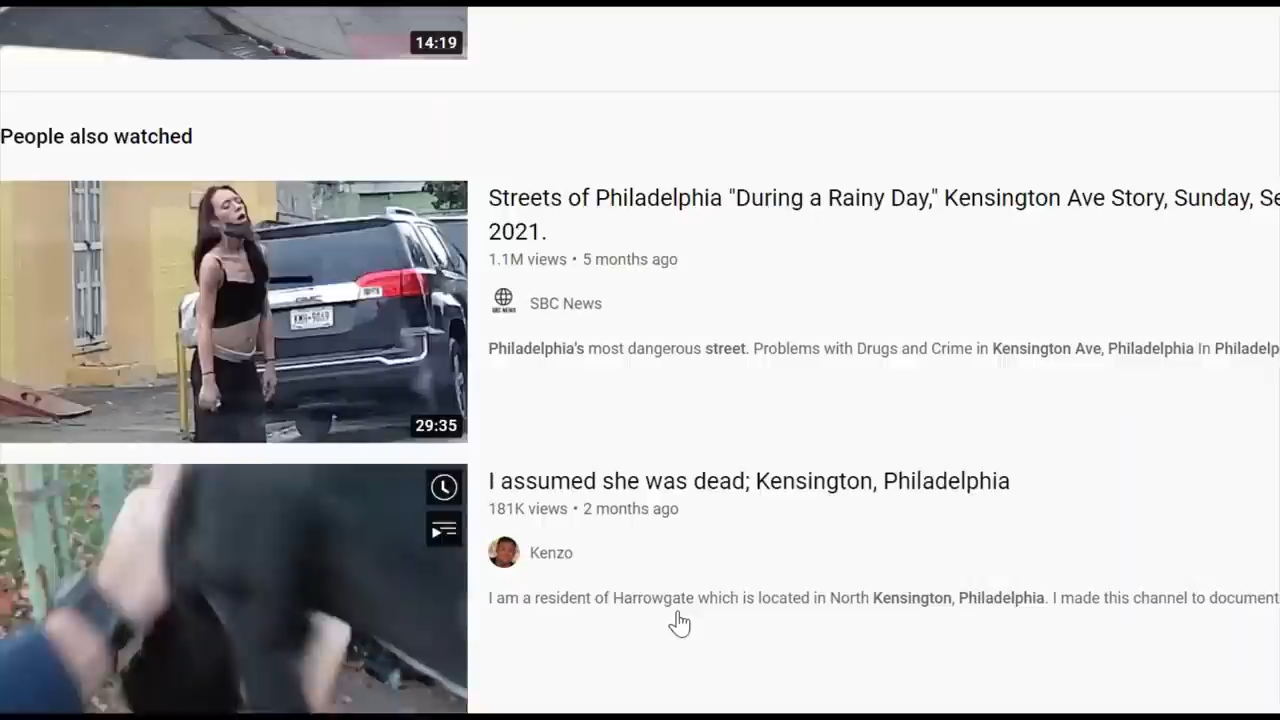 14:19
People also watched
Streets of Philadelphia "During a Rainy Day," Kensington Ave Story, Sunday, Se
2021.
1.1M views • 5 months ago
SBC News
Philadelphia's most dangerous street. Problems with Drugs and Crime in Kensington Ave, Philadelphia In Philadelp
29:35
I assumed she was dead; Kensington, Philadelphia
181K views • 2 months ago
Kenzo
I am a resident of Harrowgate which is located in North Kensington, Philadelphia. I made this channel to document